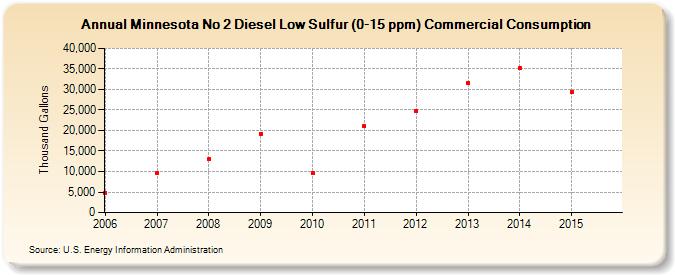 Annual Minnesota No 2 Diesel Low Sulfur (0-15 ppm) Commercial Consumption
Thousand Gallons
40,000
35,000
30,000
25,000
20,000
15,000
10,000
5,000
0
2006 2007 2008 2009 2010 2011 2012 2013 2014 2015
Source: U.S. Energy Information Administration